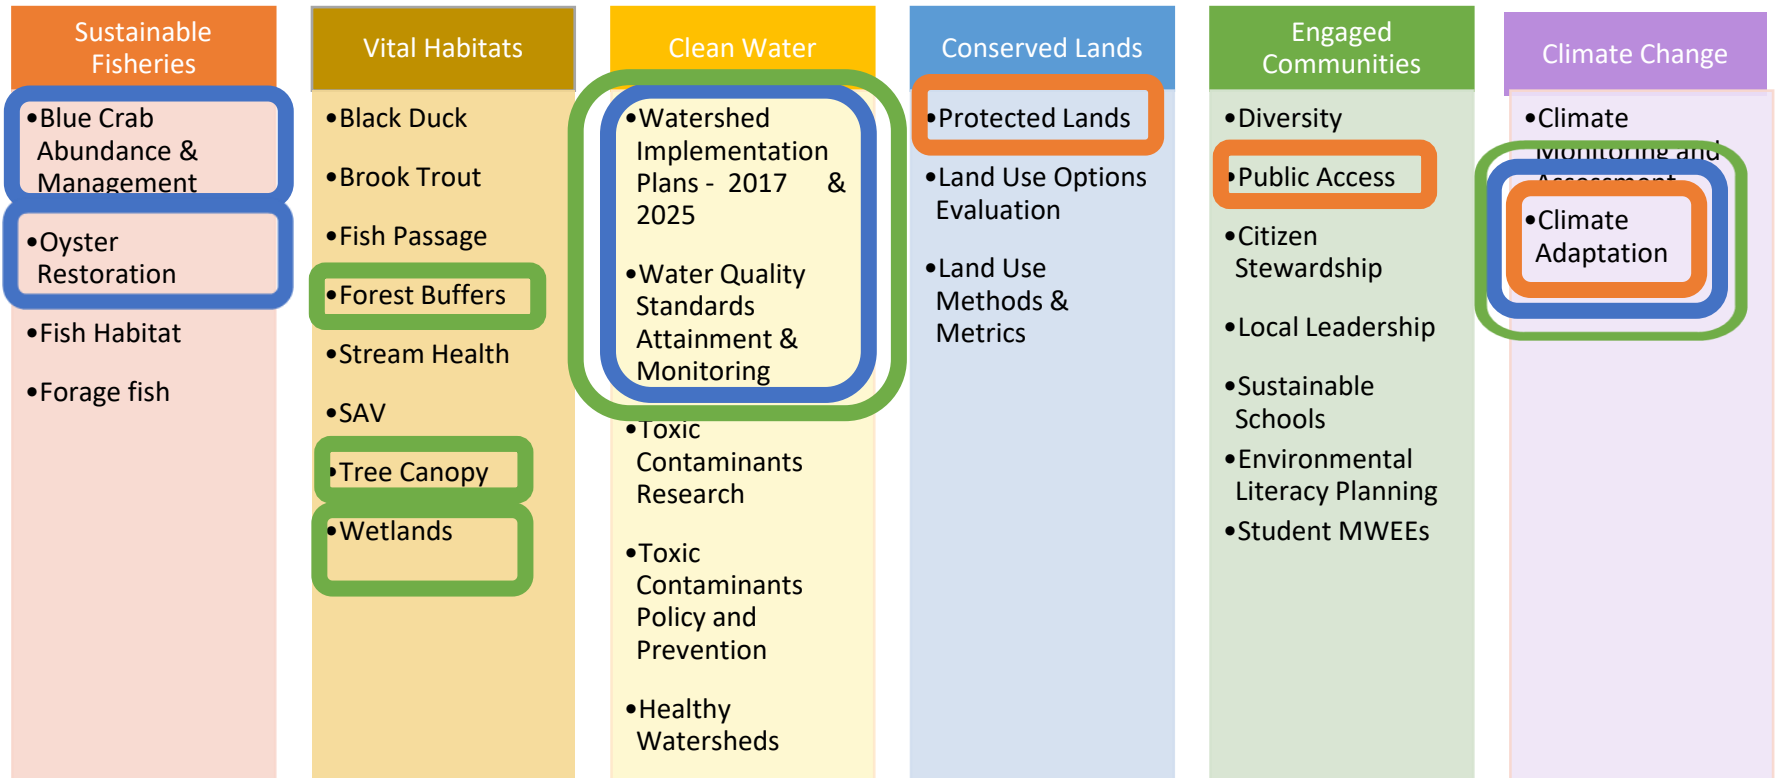 Sustainable
Fisheries
•Blue Crab
Abundance &
Management
•Oyster
Restoration
•Fish Habitat
•Forage fish
Vital Habitats
•Black Duck
•Brook Trout
•Fish Passage
•Forest Buffers
•Stream Health
•SAV
•Tree Canopy
•Wetlands
Clean Water
•Watershed
Implementation
Plans - 2017 &
2025
•Water Quality
Standards
Attainment &
Monitoring
•Toxic
Contaminants
Research
•Toxic
Contaminants
Policy and
Prevention
•Healthy
Watersheds
Conserved Lands
•Protected Lands
•Land Use Options
Evaluation
•Land Use
Methods &
Metrics
Engaged
Communities
•Diversity
•Public Access
•Citizen
Stewardship
•Local Leadership
•Sustainable
Schools
•Environmental
Literacy Planning
•Student MWEEs
Climate Change
•Climate
Monitoring and
Assessment
•Climate
Adaptation